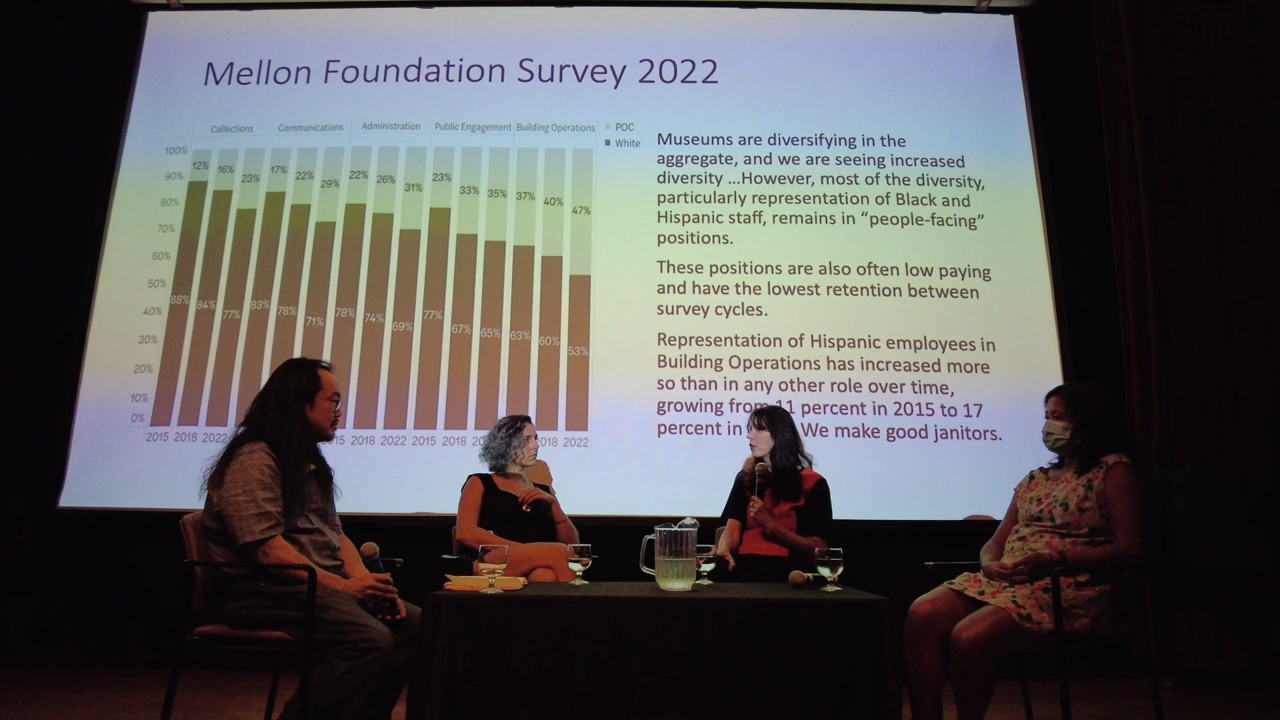 Mellon Foundation Survey 2022
Collections Communications Administration Public Engagement Building Operations
POC
White
100%
90%
80%
70%
60%
50%
40%
30%
20%
10%
0%
12% 16% 23% 17% 22% 29% 22% 26% 31% 23% 33% 35% 37% 40% 47%
88% 84% 77% 83% 78% 71% 78% 74% 69% 77% 67% 65% 63% 60% 53%
2015 2018 2022 2018 2022 2015 2018 2022
Museums are diversifying in the
aggregate, and we are seeing increased
diversity ...However, most of the diversity,
particularly representation of Black and
Hispanic staff, remains in “people-facing”
positions.
These positions are also often low paying
and have the lowest retention between
survey cycles.
Representation of Hispanic employees in
Building Operations has increased more
so than in any other role over time,
growing from 11 percent in 2015 to 17
percent in We make good janitors.